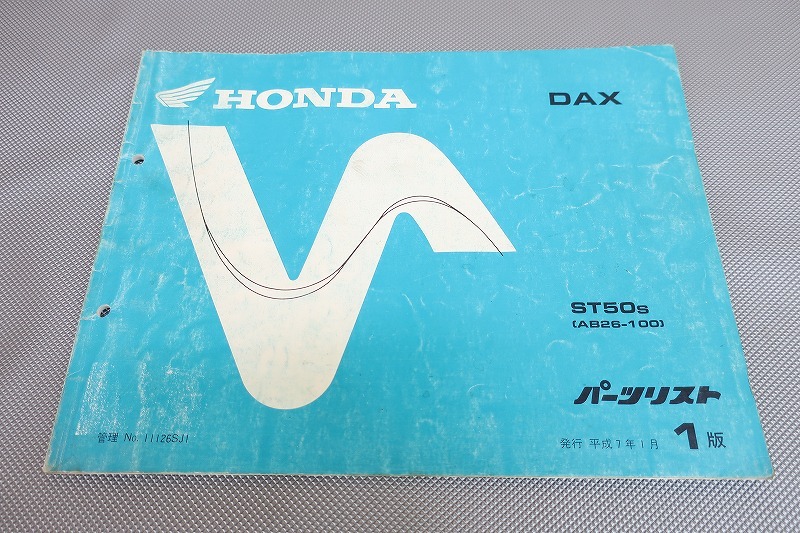 HONDA
DAX
ST50s
(AB26-100)
パーツリスト
管理 No. 11126SJ1
発行 平成7年1月 1版